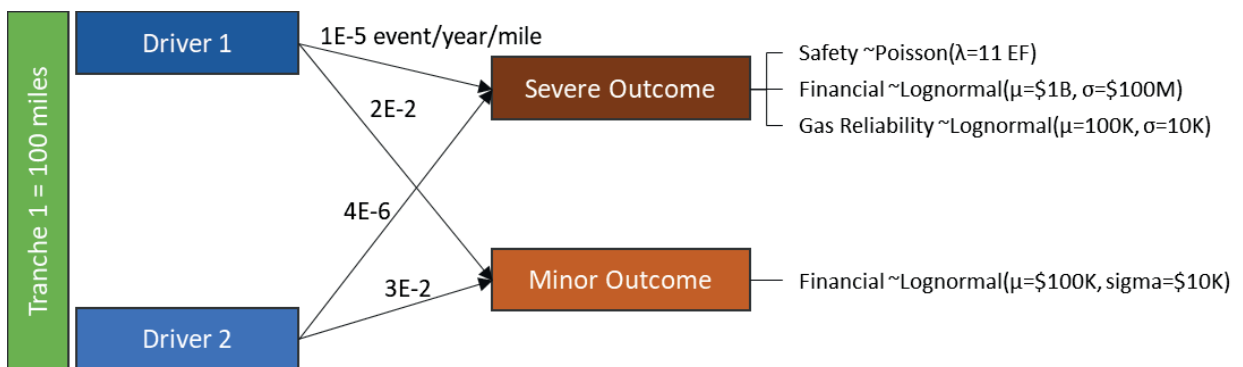 Tranche 1 = 100 miles
Driver 1
1E-5 event/year/mile
2E-2
Severe Outcome
Safety ~Poisson(λ=11 EF)
Financial ~Lognormal(μ=$1B, σ=$100M)
Gas Reliability ~Lognormal(μ=100K, σ=10K)
4E-6
3E-2
Minor Outcome
Financial ~Lognormal(μ=$100K, sigma=$10K)
Driver 2